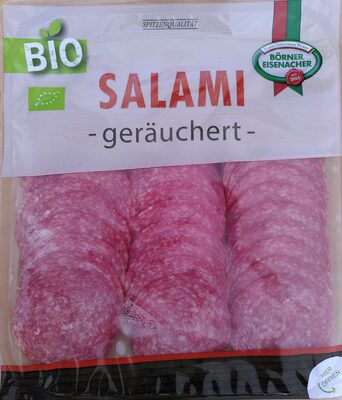 SPITZENQUALITÄT
BIO
BÖRNER
EISENACHER
SALAMI
- geräuchert -
HIER
ÖFFNEN